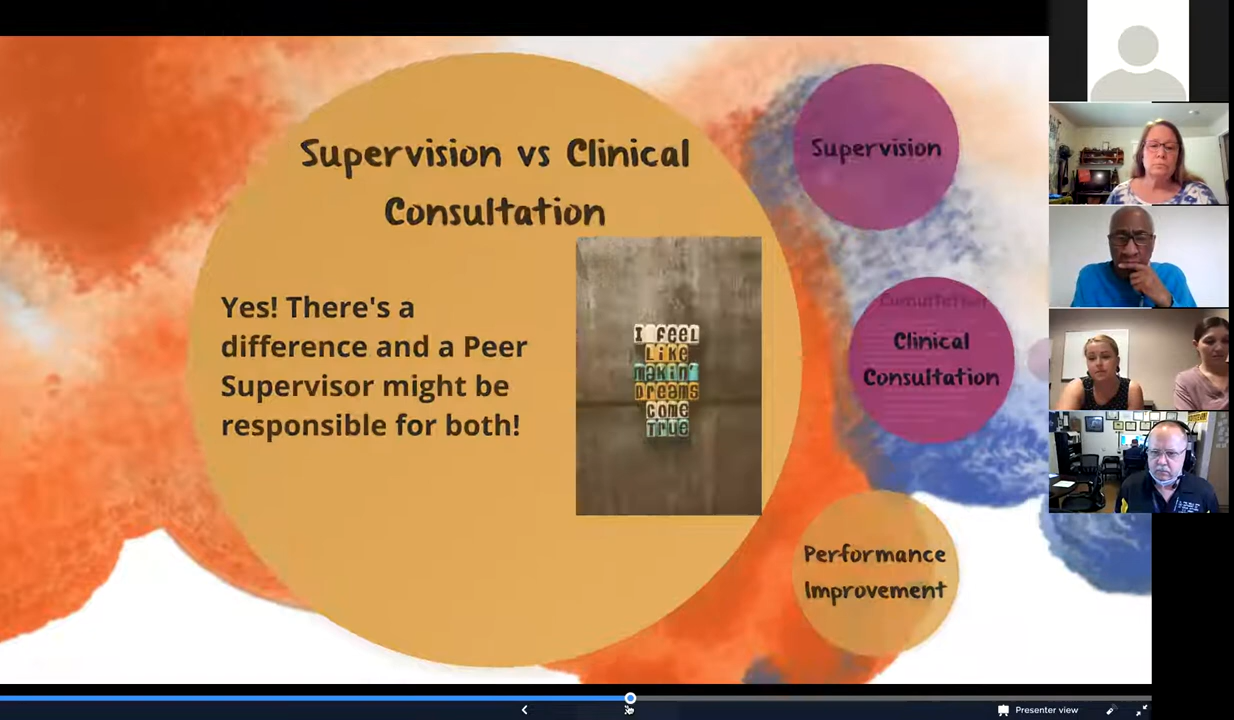 Supervision vs Clinical
Consultation
Yes! There's a
difference and a Peer
Supervisor might be
responsible for both!
I FEEL
LIKE
MAKIN'
DREAMS
COME
TRUE
Supervision
Consultation
Clinical
Consultation
Performance
Improvement
Presenter view